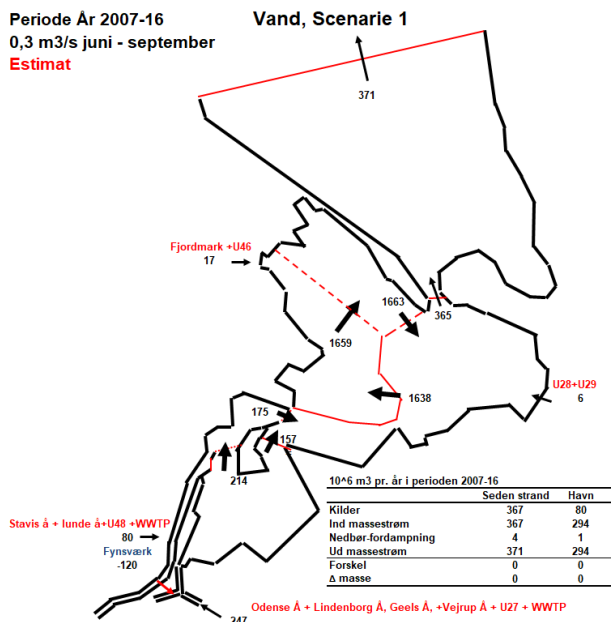 Periode År 2007-16
0,3 m3/s juni - september
Estimat
Vand, Scenarie 1
371
Fjordmark +U46
17
1663
365
1659
1638
U28+U29
6
175
157
214
Stavis å + lunde å+U48 +WWTP
80
Fynsværk
-120
10^6 m3 pr. år i perioden 2007-16
Seden strand Havn
Kilder 367 80
Ind massestrøm 367 294
Nedbør-fordampning 4 1
Ud massestrøm 371 294
Forskel 0 0
Δ masse 0 0
Odense Å + Lindenborg Å, Geels Å, +Vejrup Å + U27 + WWTP
347